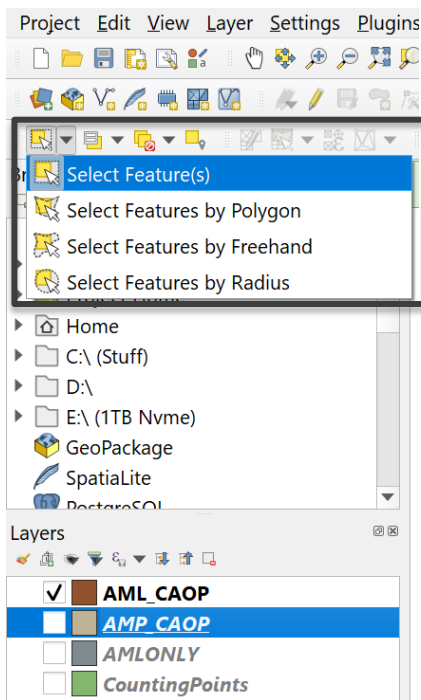 Project Edit View Layer Settings Plugins
Select Feature(s)
Select Features by Polygon
Select Features by Freehand
Select Features by Radius
Home
C:\ (Stuff)
D:\
E:\ (1TB Nvme)
GeoPackage
SpatiaLite
PostgreSQL
Layers
AML_CAOP
AMP_CAOP
AMLONLY
CountingPoints